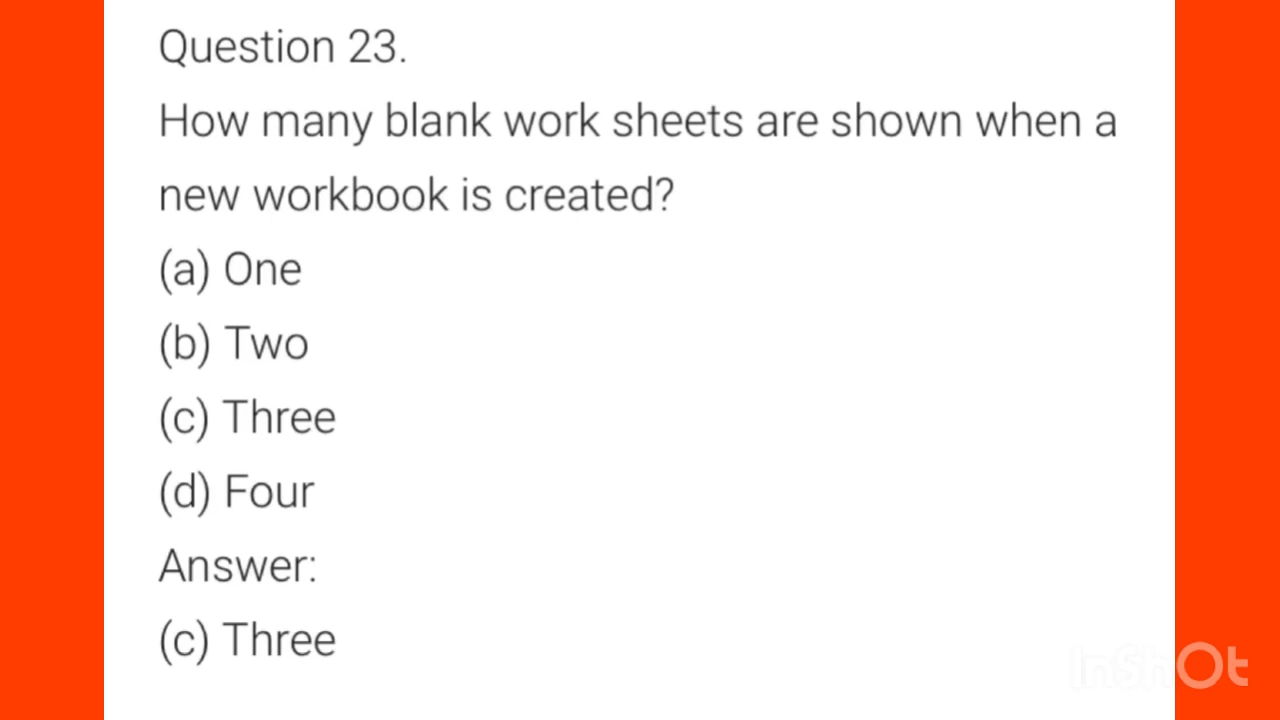 Question 23.
How many blank work sheets are shown when a
new workbook is created?
(a) One
(b) Two
(c) Three
(d) Four
Answer:
(c) Three
InShOt